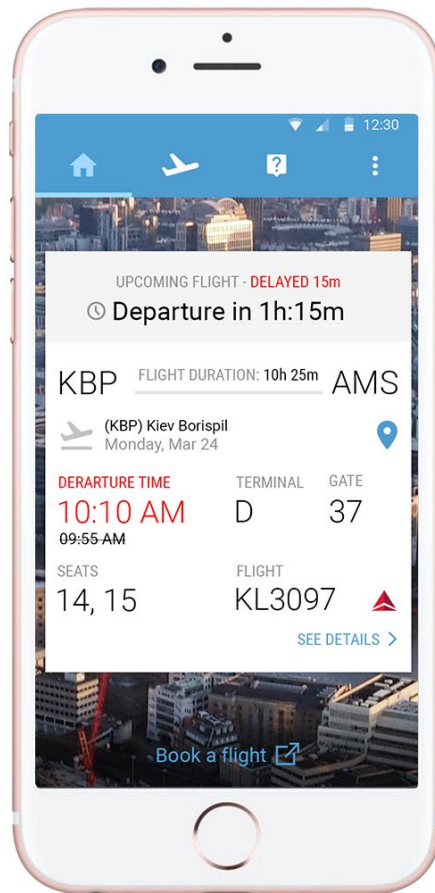 12:30
UPCOMING FLIGHT - DELAYED 15m
Departure in 1h:15m
KBP FLIGHT DURATION: 10h 25m AMS
(KBP) Kiev Borispil
Monday, Mar 24
DERARTURE TIME TERMINAL GATE
10:10 AM D 37
09:55 AM
SEATS FLIGHT
14, 15 KL3097
SEE DETAILS >
Book a flight